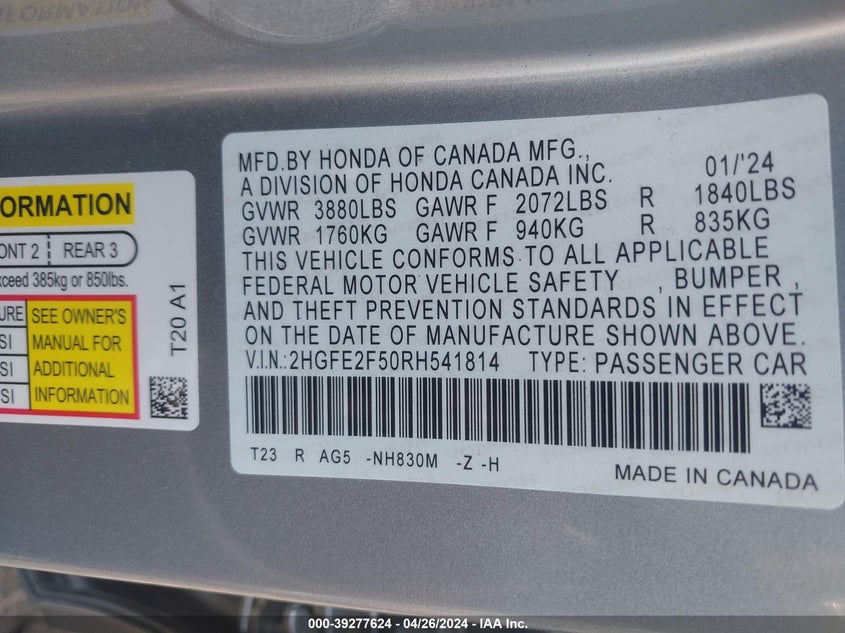 ORMATION
ONT 2 REAR 3
xceed 385kg or 850lbs.
URE SEE OWNER'S
SI MANUAL FOR
SI ADDITIONAL
SI INFORMATION
T20 A1
MFD.BY HONDA OF CANADA MFG., 01/'24
A DIVISION OF HONDA CANADA INC.
GVWR 3880LBS GAWR F 2072LBS R 1840LBS
GVWR 1760KG GAWR F 940KG R 835KG
THIS VEHICLE CONFORMS TO ALL APPLICABLE
FEDERAL MOTOR VEHICLE SAFETY , BUMPER ,
AND THEFT PREVENTION STANDARDS IN EFFECT
ON THE DATE OF MANUFACTURE SHOWN ABOVE.
V.I.N.:2HGFE2F50RH541814 TYPE: PASSENGER CAR
T23 R AG5 -NH830M -Z -H
MADE IN CANADA
000-39277624 / 04/26/2024 - IAA Inc.